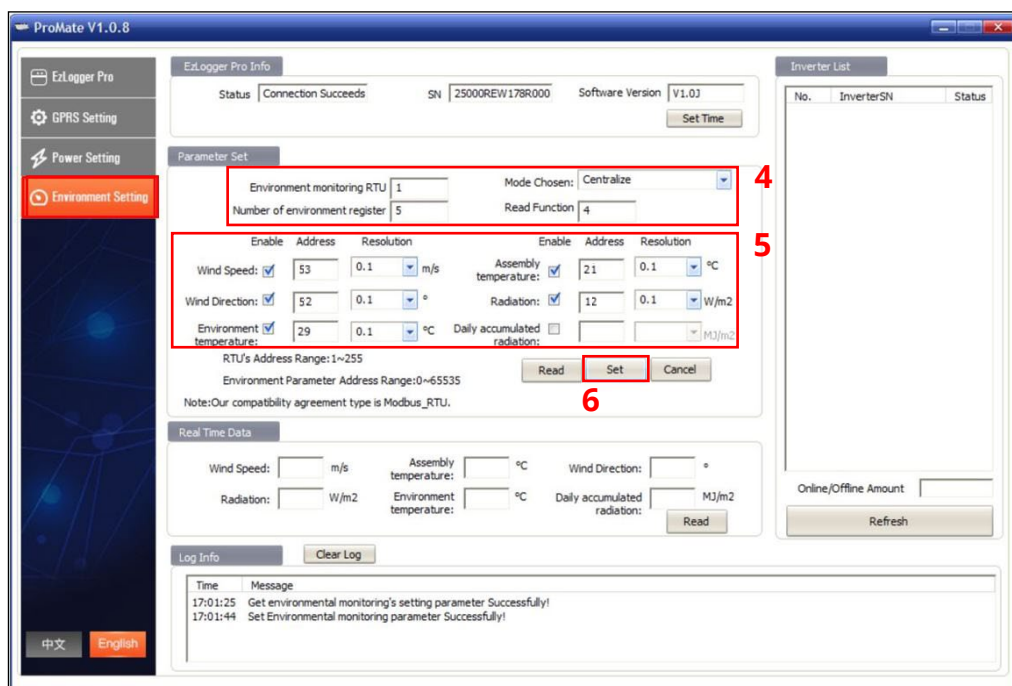 ProMate V1.0.8
EzLogger Pro
GPRS Setting
Power Setting
Environment Setting
中文 English
EzLogger Pro Info
Status Connection Succeeds SN 25000REW178R000 Software Version V1.0J
Set Time
Parameter Set
Environment monitoring RTU 1 Mode Chosen: Centralize 4
Number of environment register 5 Read Function 4
5
Enable Address Resolution Enable Address Resolution
Wind Speed: 53 0.1 m/s Assembly temperature: 21 0.1 °C
Wind Direction: 52 0.1 ° Radiation: 12 0.1 W/m2
Environment temperature: 29 0.1 °C Daily accumulated radiation: MJ/m2
RTU's Address Range:1~255
Read Set Cancel
Environment Parameter Address Range:0~65535
6
Note:Our compatibility agreement type is Modbus_RTU.
Real Time Data
Wind Speed: m/s Assembly temperature: °C Wind Direction: °
Radiation: W/m2 Environment temperature: °C Daily accumulated radiation: MJ/m2
Read
Log Info Clear Log
Time Message
17:01:25 Get environmental monitoring's setting parameter Successfully!
17:01:44 Set Environmental monitoring parameter Successfully!
Inverter List
No. InverterSN Status
Online/Offline Amount
Refresh